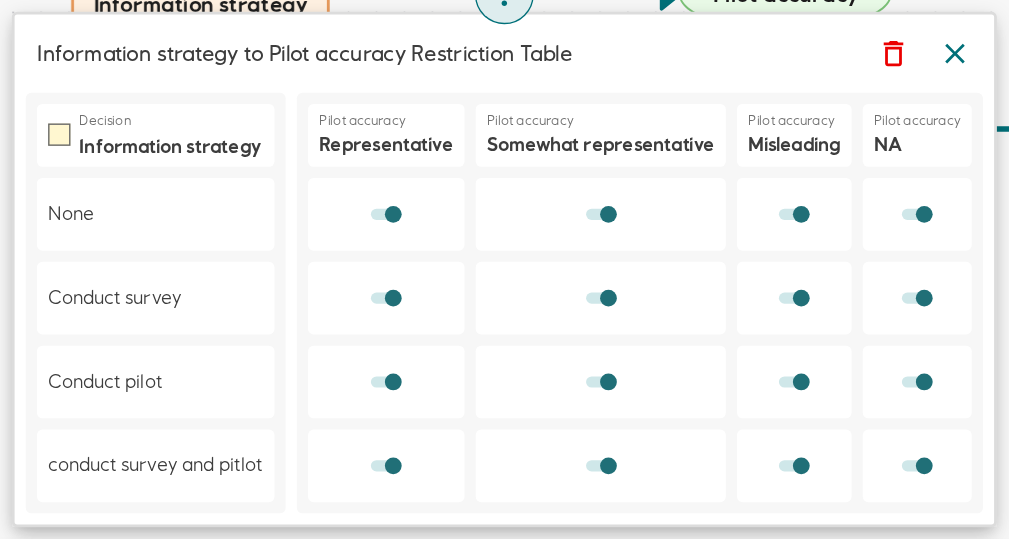 Information strategy
Pilot accuracy
Information strategy to Pilot accuracy Restriction Table
Decision
Information strategy
Pilot accuracy
Representative
Pilot accuracy
Somewhat representative
Pilot accuracy
Misleading
Pilot accuracy
NA
None
Conduct survey
Conduct pilot
conduct survey and pitlot